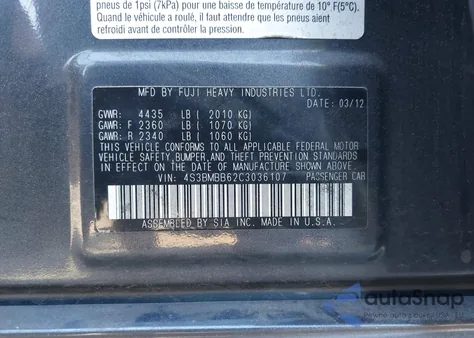 pneus de 1psi (7kPa) pour une baisse de température de 10° F(5°C).
Quand le véhicule a roulé, il faut attendre que les pneus aient
refroidi avant de contrôler la pression.
MFD BY FUJI HEAVY INDUSTRIES LTD.
DATE: 03/12
GVWR: 4435 LB ( 2010 KG)
GAWR: F 2360 LB ( 1070 KG)
GAWR: R 2340 LB ( 1060 KG)
THIS VEHICLE CONFORMS TO ALL APPLICABLE FEDERAL MOTOR
VEHICLE SAFETY, BUMPER, AND THEFT PREVENTION STANDARDS
IN EFFECT ON THE DATE OF MANUFACTURE SHOWN ABOVE.
VIN: 4S3BMBB62C3036107 PASSENGER CAR
ASSEMBLED BY SIA INC. MADE IN U.S.A.
autoSnap